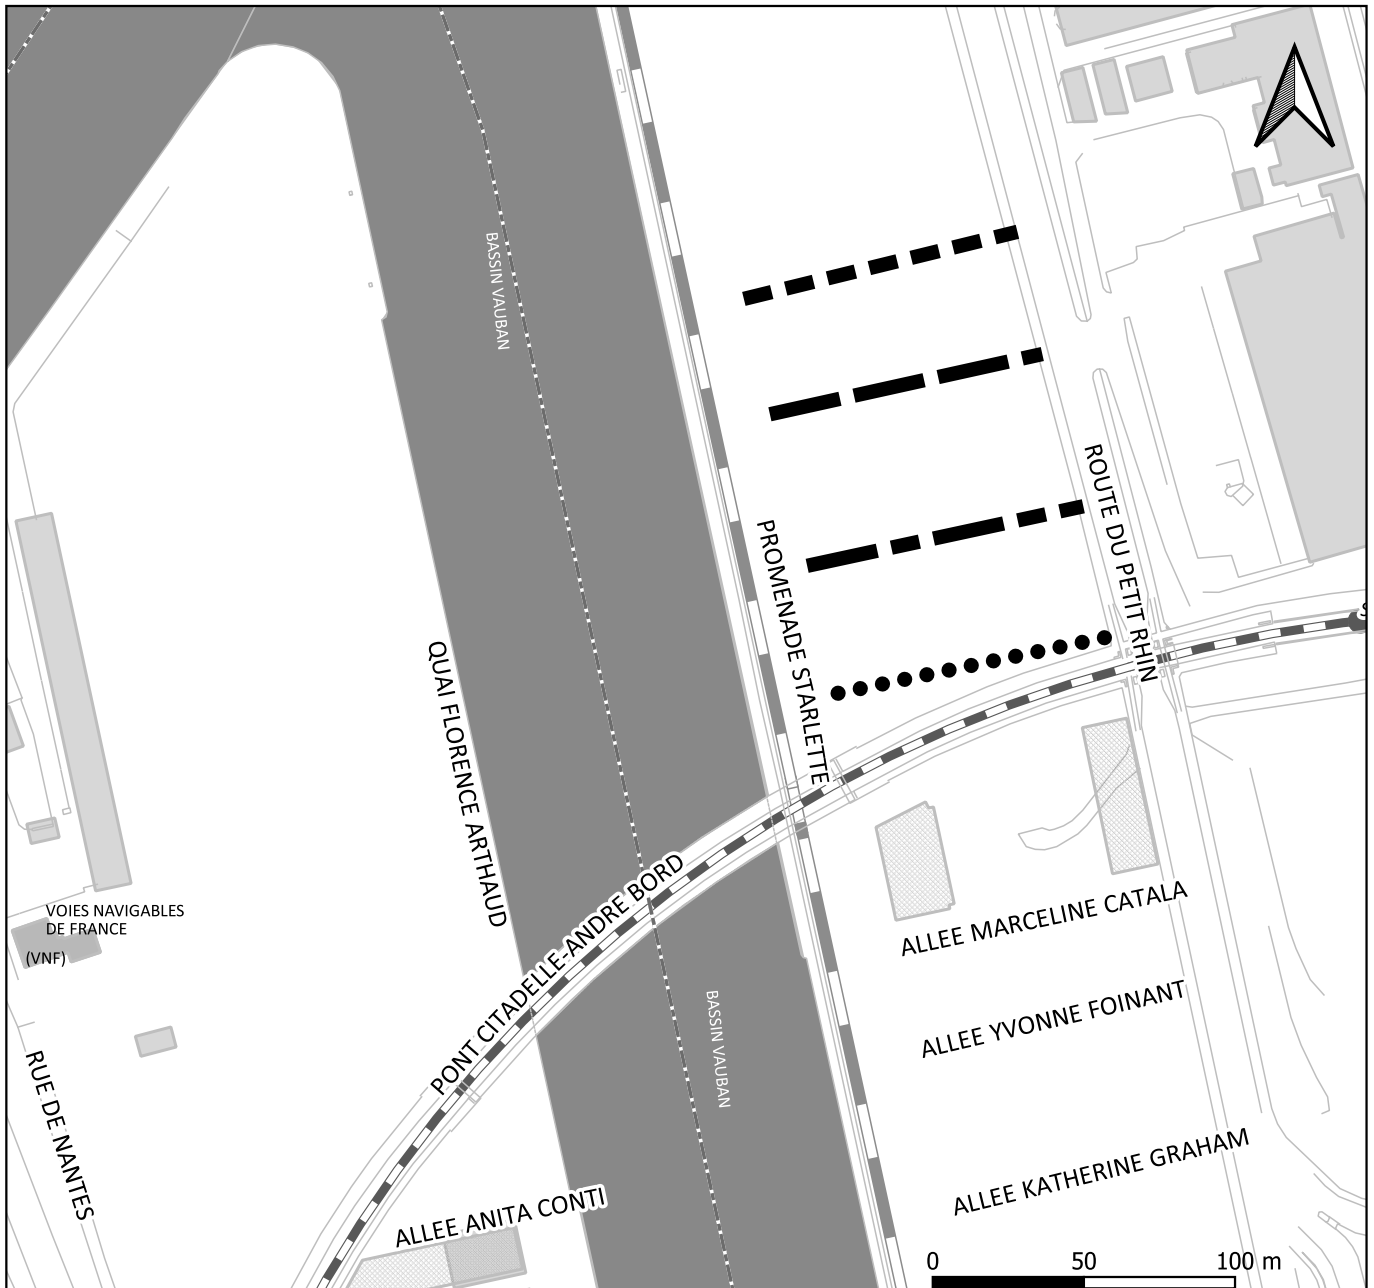 BASSIN VAUBAN
ROUTE DU PETIT RHIN
PROMENADE STARLETTE
QUAI FLORENCE ARTHAUD
PONT CITADELLE-ANDRE BORD
VOIES NAVIGABLES
DE FRANCE
(VNF)
ALLEE MARCELINE CATALA
ALLEE YVONNE FOINANT
BASSIN VAUBAN
RUE DE NANTES
ALLEE KATHERINE GRAHAM
ALLEE ANITA CONTI
0 50 100 m